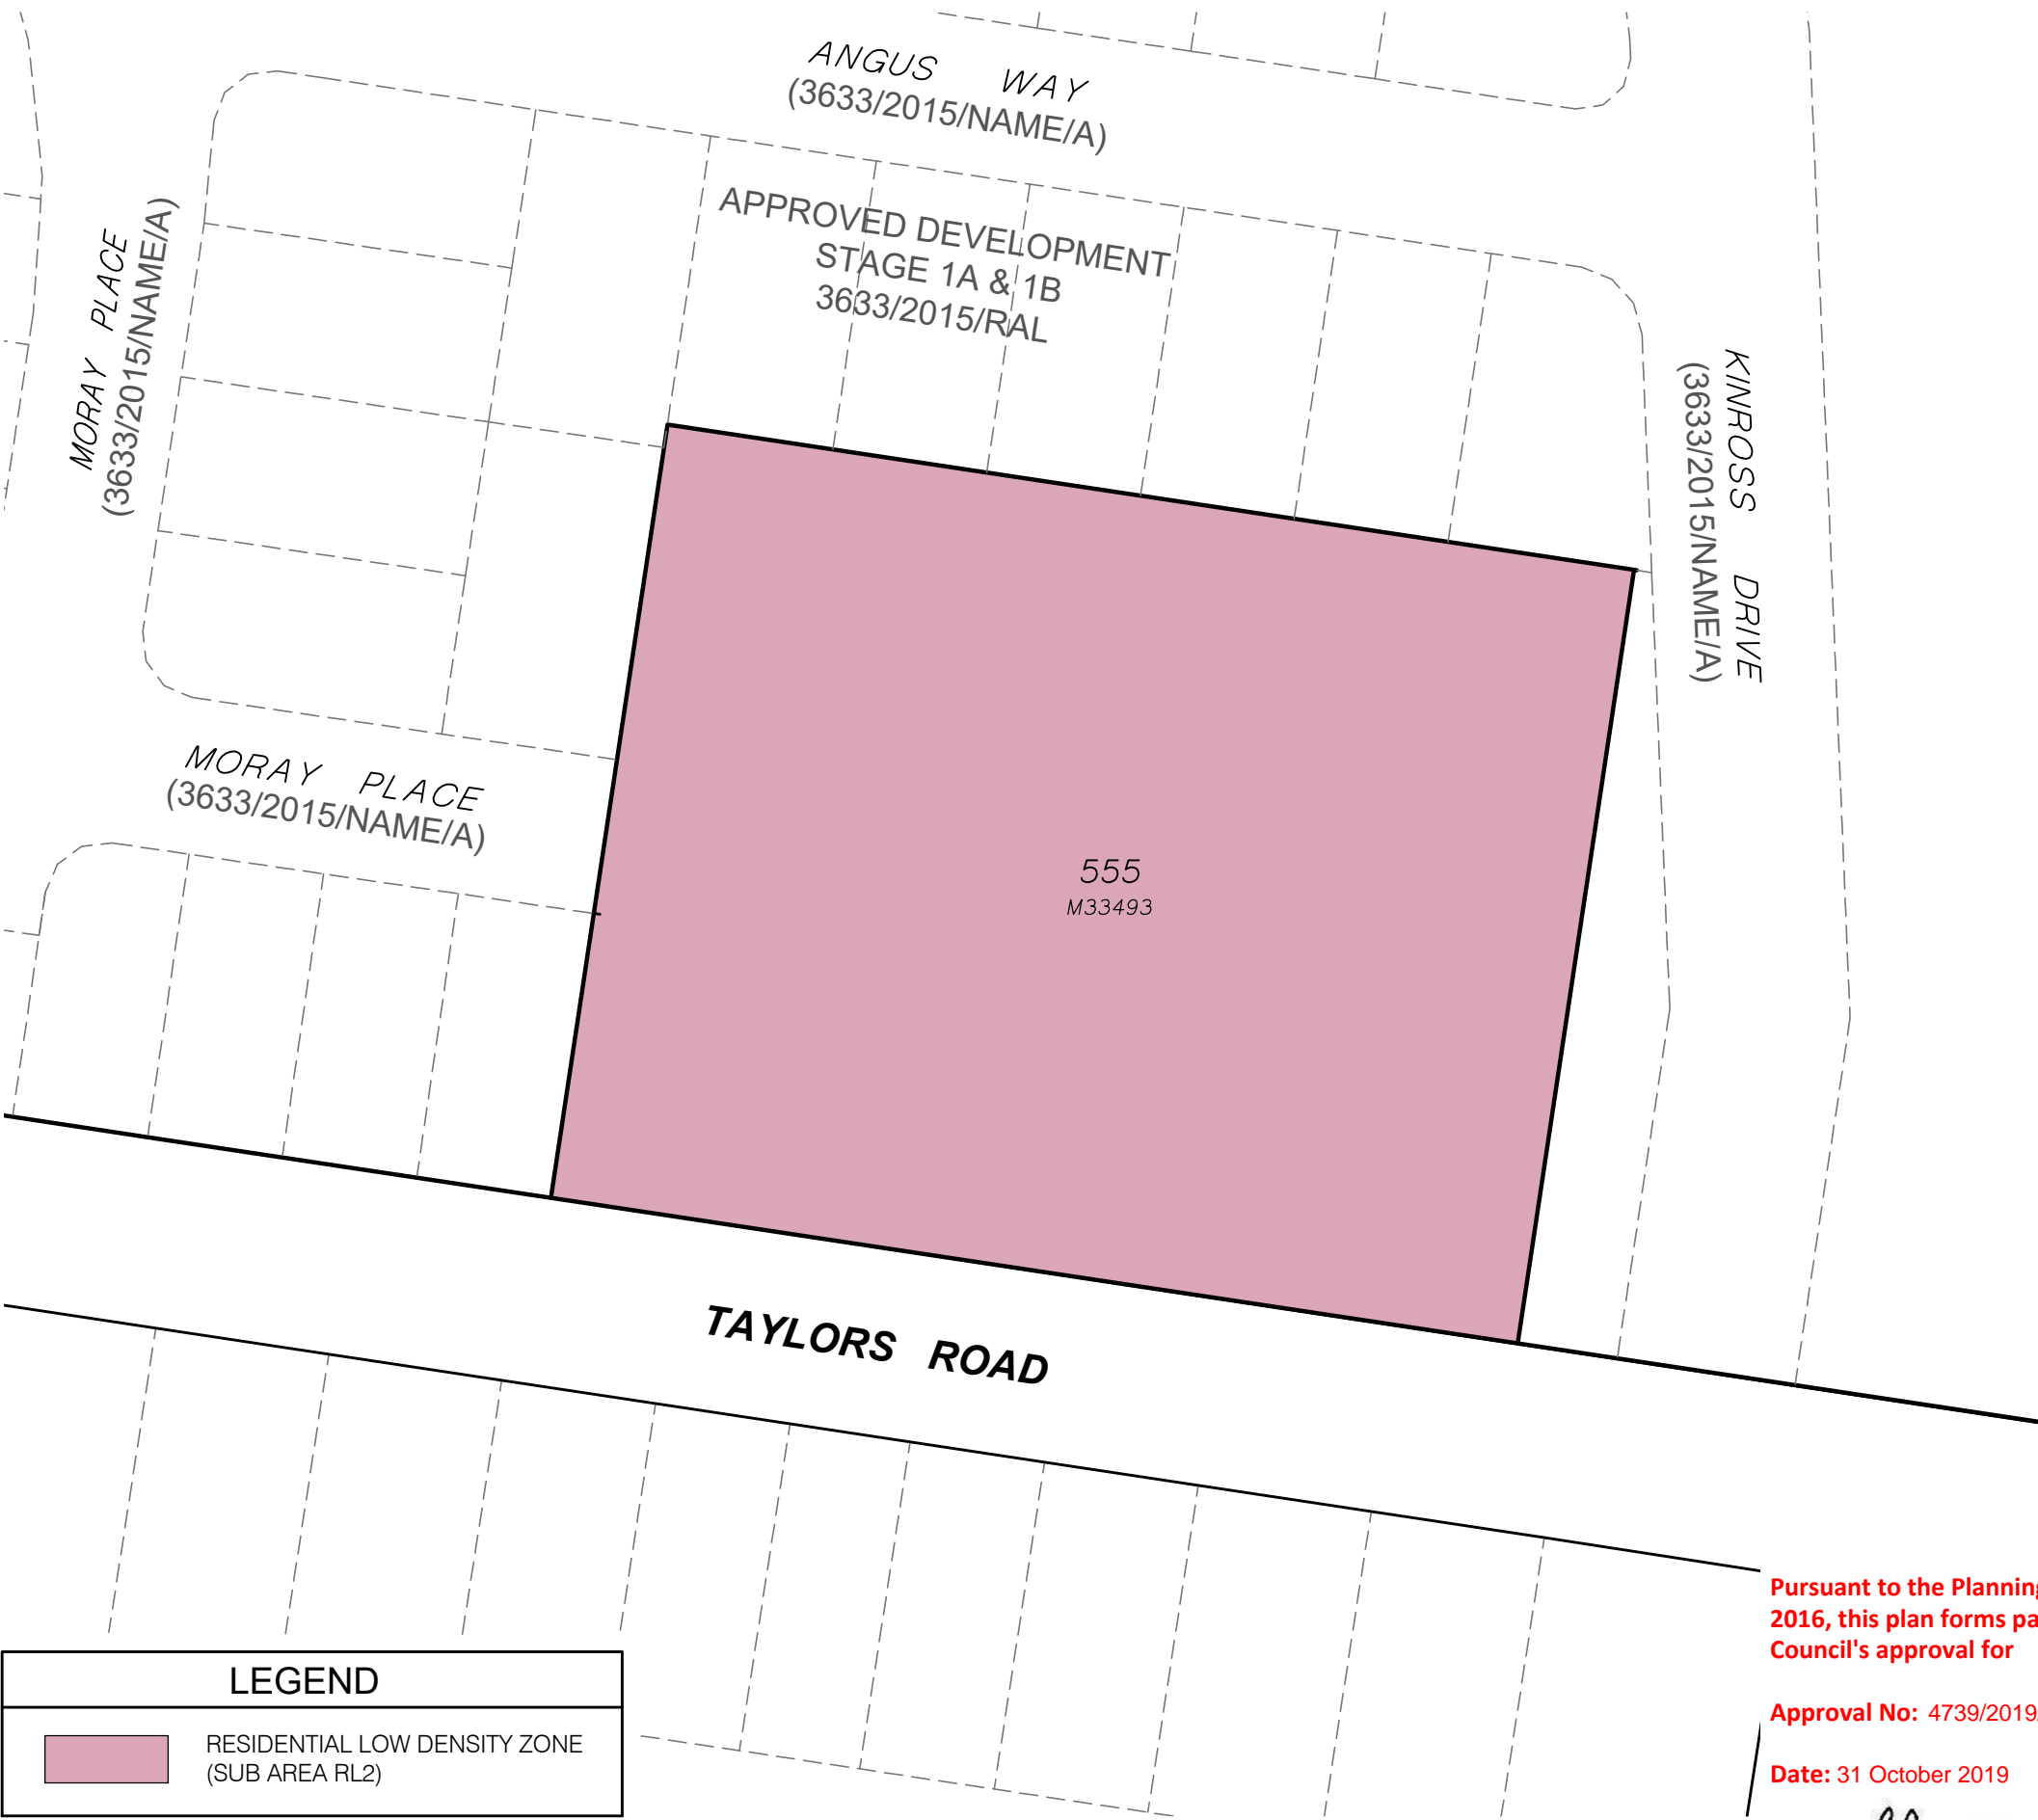 ANGUS WAY
(3633/2015/NAME/A)
APPROVED DEVELOPMENT
STAGE 1A & 1B
3633/2015/RAL
MORAY PLACE
(3633/2015/NAME/A)
KINROSS DRIVE
(3633/2015/NAME/A)
MORAY PLACE
(3633/2015/NAME/A)
555
M33493
TAYLORS ROAD
Pursuant to the Planning
2016, this plan forms pa
Council's approval for
Approval No: 4739/2019
Date: 31 October 2019
LEGEND
RESIDENTIAL LOW DENSITY ZONE
(SUB AREA RL2)